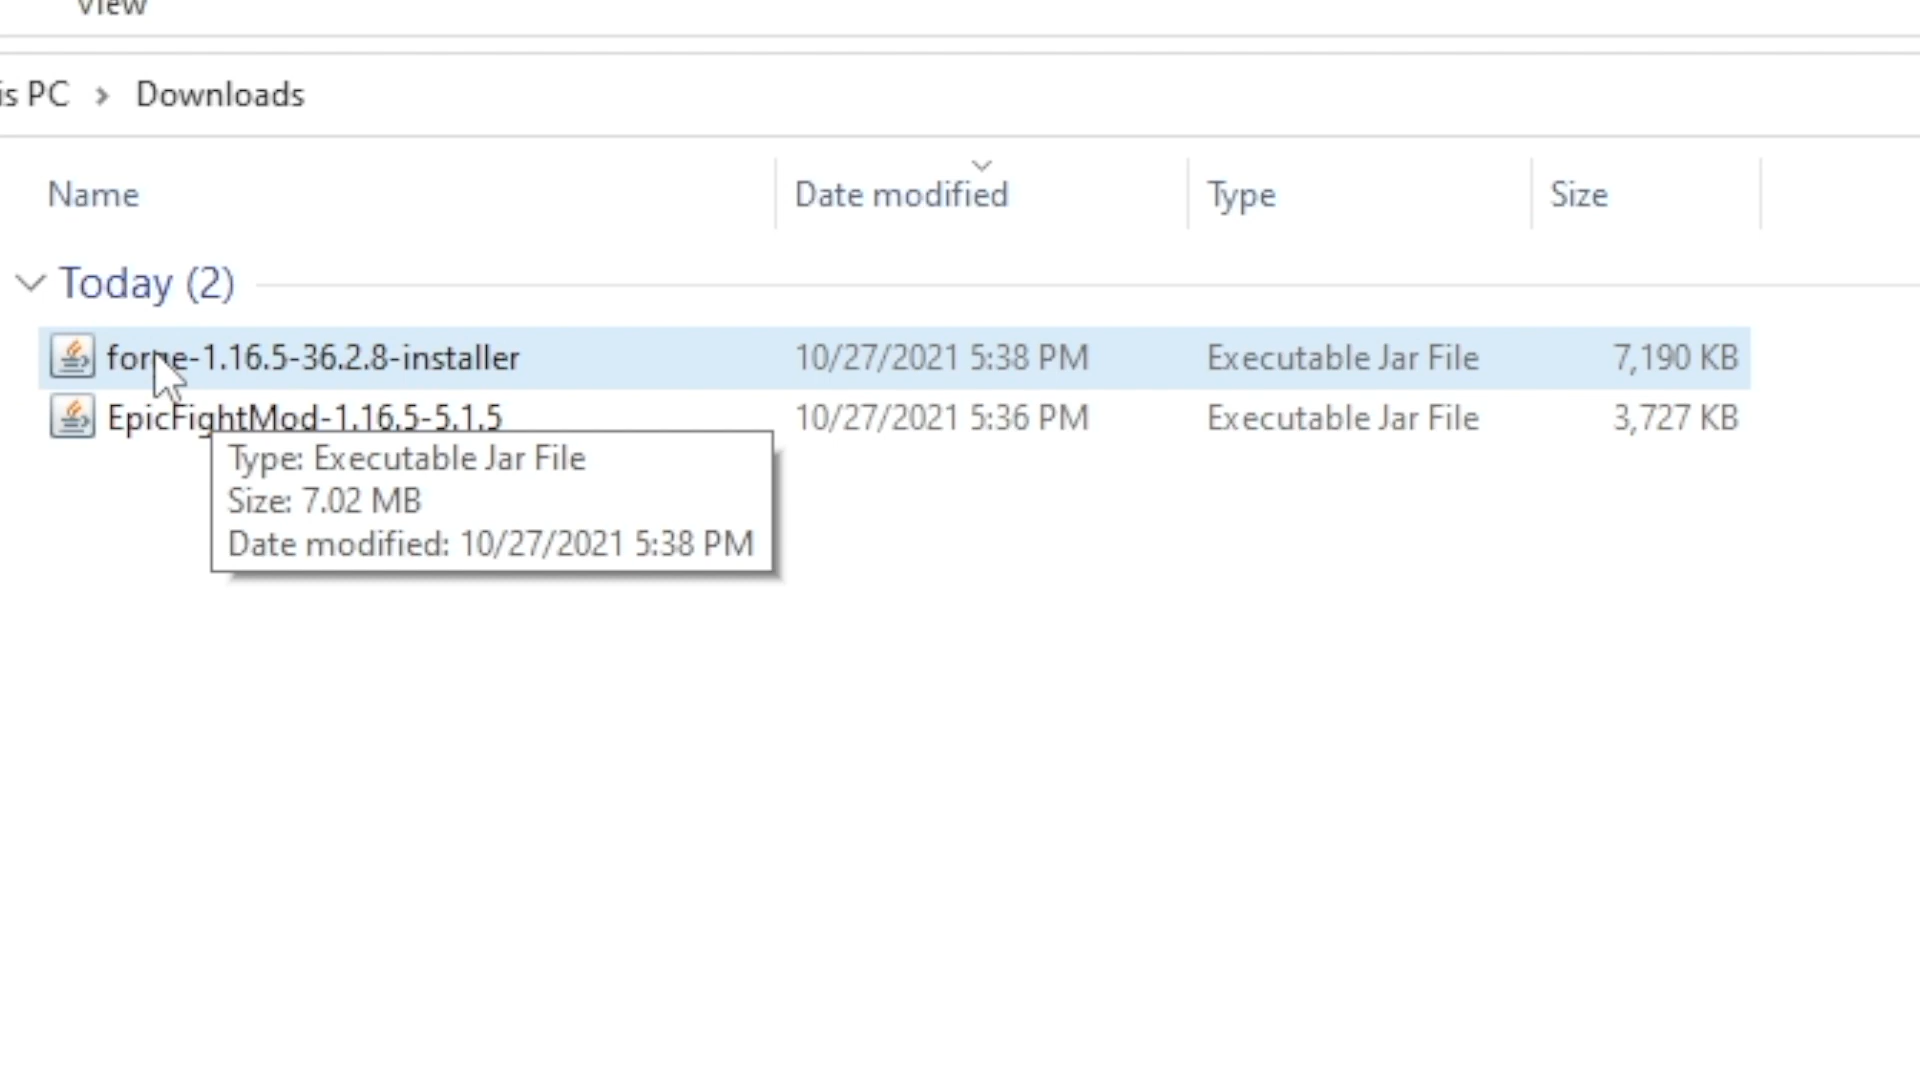 View
is PC > Downloads
Name Date modified Type Size
Today (2)
forge-1.16.5-36.2.8-installer 10/27/2021 5:38 PM Executable Jar File 7,190 KB
EpicFightMod-1.16.5-5.1.5 10/27/2021 5:36 PM Executable Jar File 3,727 KB
Type: Executable Jar File
Size: 7.02 MB
Date modified: 10/27/2021 5:38 PM